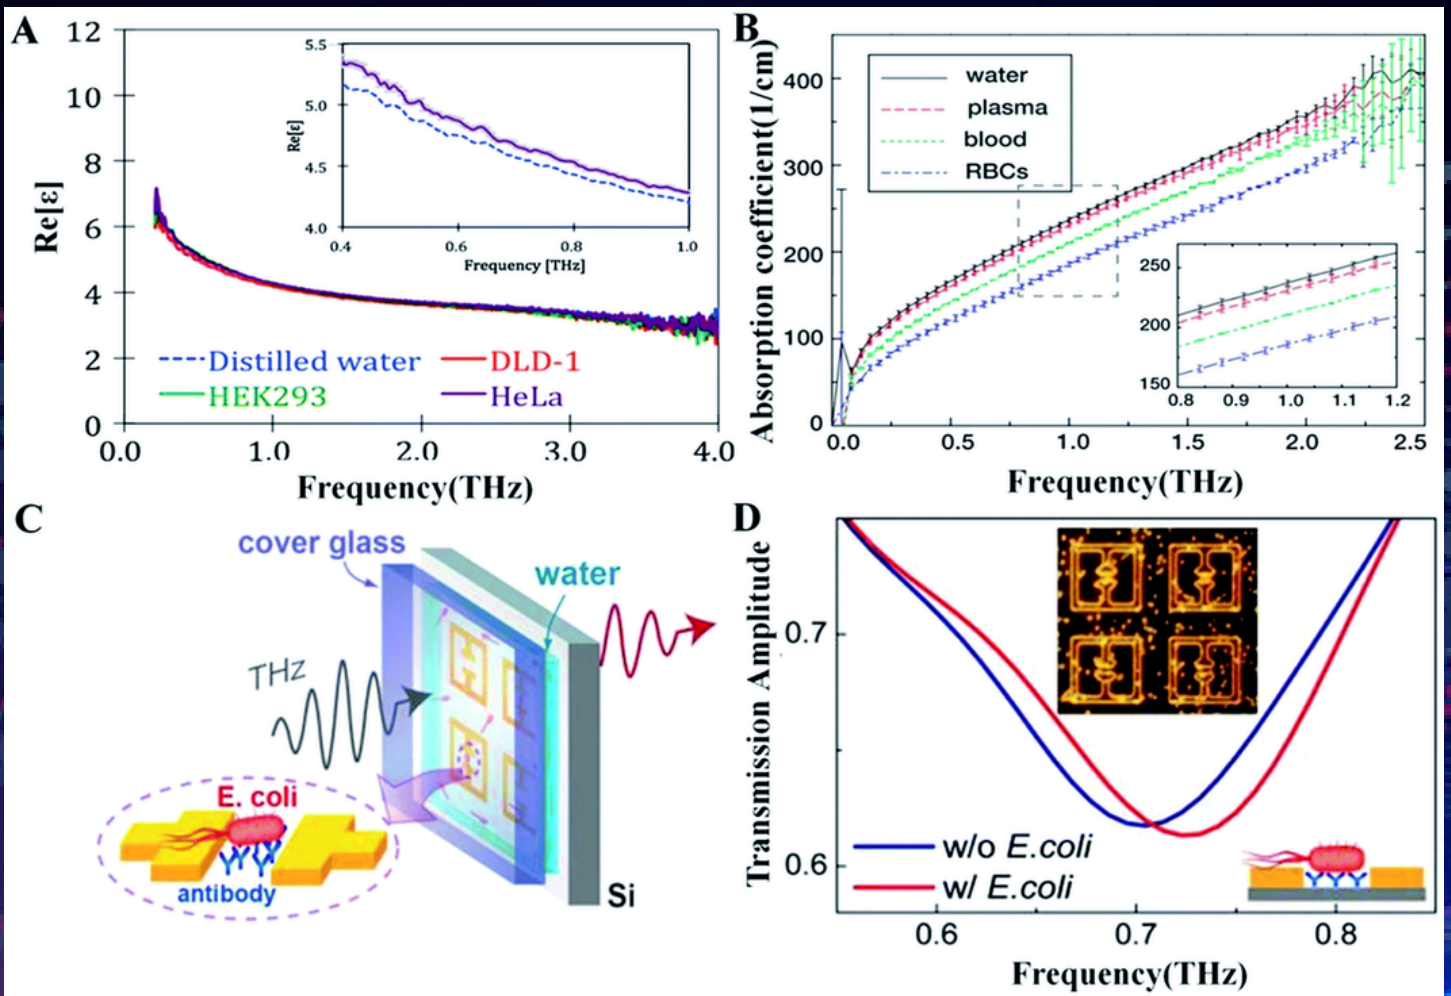 A
12
10
8
6
4
2
0
Re[ε]
0.0 1.0 2.0 3.0 4.0
Frequency(THz)
5.5
5.0
4.5
4.0
Re[ε]
0.4 0.6 0.8 1.0
Frequency [THz]
Distilled water
DLD-1
HEK293
HeLa
B
Absorption coefficient(1/cm)
400
300
200
100
0
0.0 0.5 1.0 1.5 2.0 2.5
Frequency(THz)
water
plasma
blood
RBCs
250
200
150
0.8 0.9 1.0 1.1 1.2
C
cover glass
water
THz
E. coli
antibody
Si
D
Transmission Amplitude
0.7
0.6
0.6 0.7 0.8
Frequency(THz)
w/o E.coli
w/ E.coli